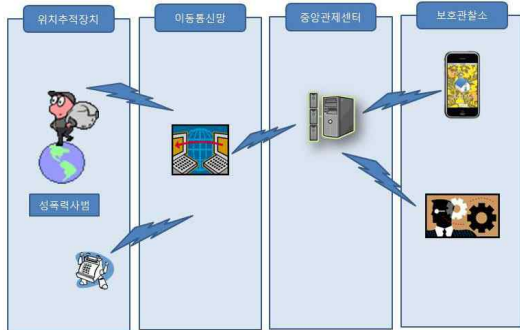 위치추적장치
이동통신망
중앙관제센터
보호관찰소
성폭력사범